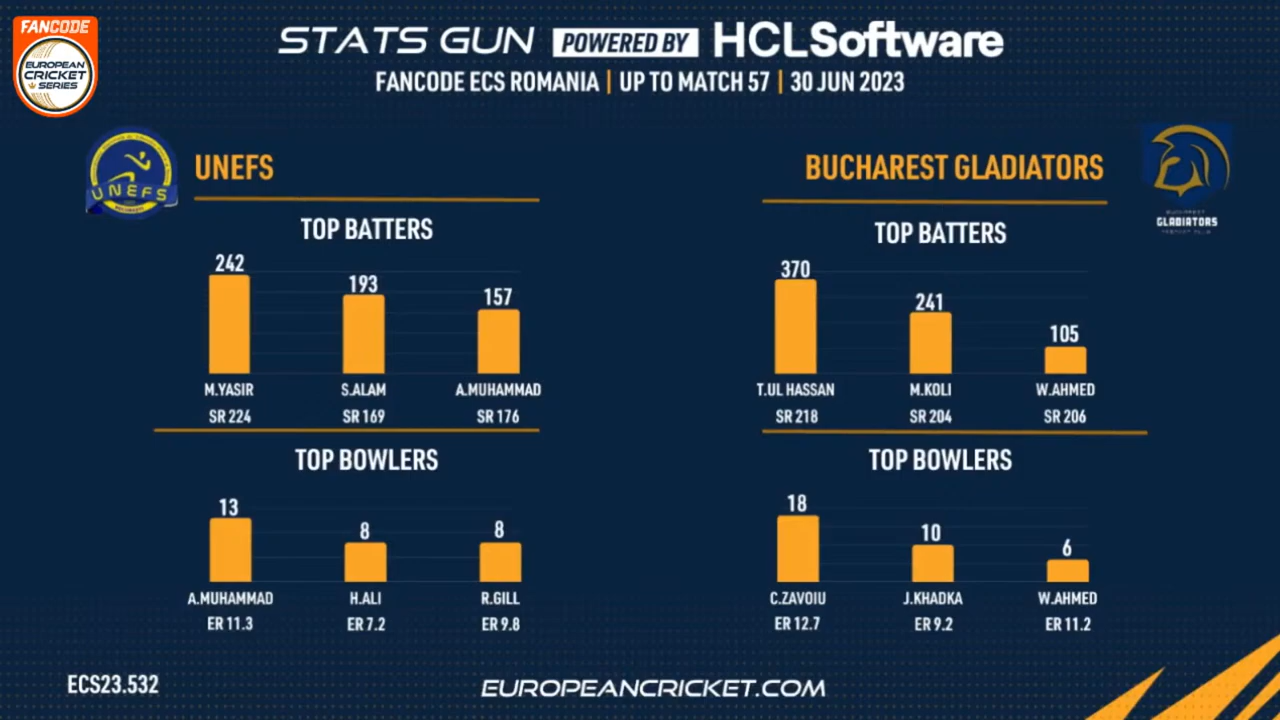 FANCODE
EUROPEAN
CRICKET
SERIES
STATS GUN POWERED BY HCLSoftware
FANCODE ECS ROMANIA | UP TO MATCH 57 | 30 JUN 2023
UNEFS
UNEFS
TOP BATTERS
242 193 157
M.YASIR S.ALAM A.MUHAMMAD
SR 224 SR 169 SR 176
TOP BOWLERS
13 8 8
A.MUHAMMAD H.ALI R.GILL
ER 11.3 ER 7.2 ER 9.8
BUCHAREST GLADIATORS
BUCHAREST
GLADIATORS
TOP BATTERS
370 241 105
T.UL HASSAN M.KOLI W.AHMED
SR 218 SR 204 SR 206
TOP BOWLERS
18 10 6
C.ZAVOIU J.KHADKA W.AHMED
ER 12.7 ER 9.2 ER 11.2
ECS23.532
EUROPEANCRICKET.COM